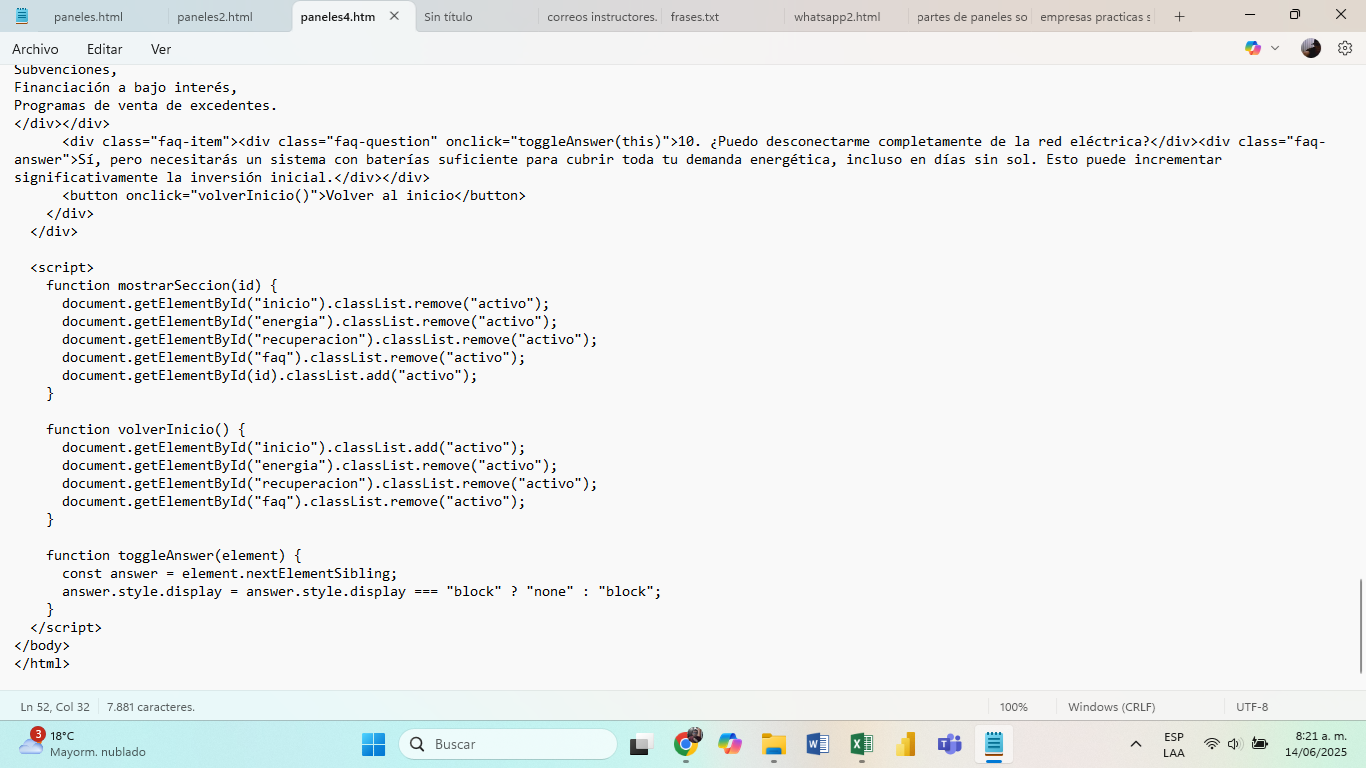 paneles.html
paneles2.html
paneles4.htm
Sin título
correos instructores.
frases.txt
whatsapp2.html
partes de paneles so
empresas practicas s
Archivo
Editar
Ver
Subvenciones,
Financiación a bajo interés,
Programas de venta de excedentes.
</div></div>
      <div class="faq-item"><div class="faq-question" onclick="toggleAnswer(this)">10. ¿Puedo desconectarme completamente de la red eléctrica?</div><div class="faq-
answer">Sí, pero necesitarás un sistema con baterías suficiente para cubrir toda tu demanda energética, incluso en días sin sol. Esto puede incrementar
significativamente la inversión inicial.</div></div>
      <button onclick="volverInicio()">Volver al inicio</button>
    </div>
  </div>
  <script>
    function mostrarSeccion(id) {
      document.getElementById("inicio").classList.remove("activo");
      document.getElementById("energia").classList.remove("activo");
      document.getElementById("recuperacion").classList.remove("activo");
      document.getElementById("faq").classList.remove("activo");
      document.getElementById(id).classList.add("activo");
    }
    function volverInicio() {
      document.getElementById("inicio").classList.add("activo");
      document.getElementById("energia").classList.remove("activo");
      document.getElementById("recuperacion").classList.remove("activo");
      document.getElementById("faq").classList.remove("activo");
    }
    function toggleAnswer(element) {
      const answer = element.nextElementSibling;
      answer.style.display = answer.style.display === "block" ? "none" : "block";
    }
  </script>
</body>
</html>
Ln 52, Col 32
7.881 caracteres.
100%
Windows (CRLF)
UTF-8
3
18°C
Mayorm. nublado
Buscar
ESP
LAA
8:21 a. m.
14/06/2025